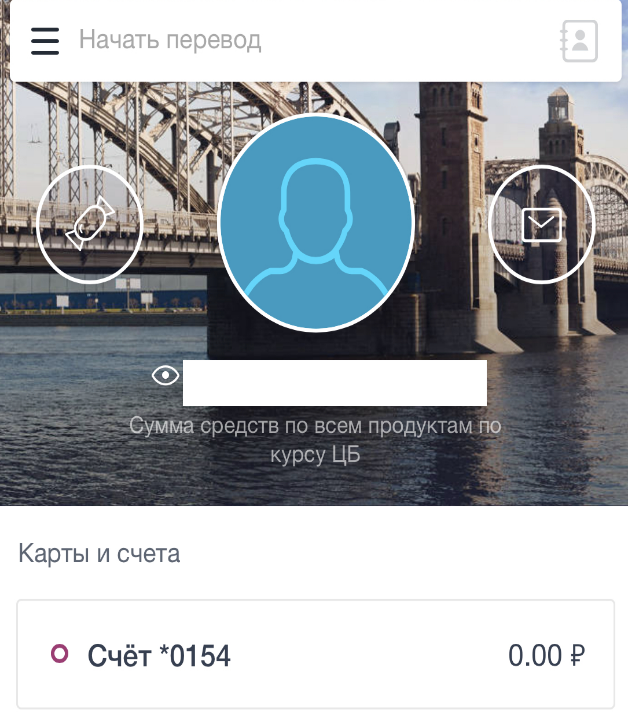 Начать перевод
Сумма средств по всем продуктам по
курсу ЦБ
Карты и счета
Счёт *0154 0.00 ₽